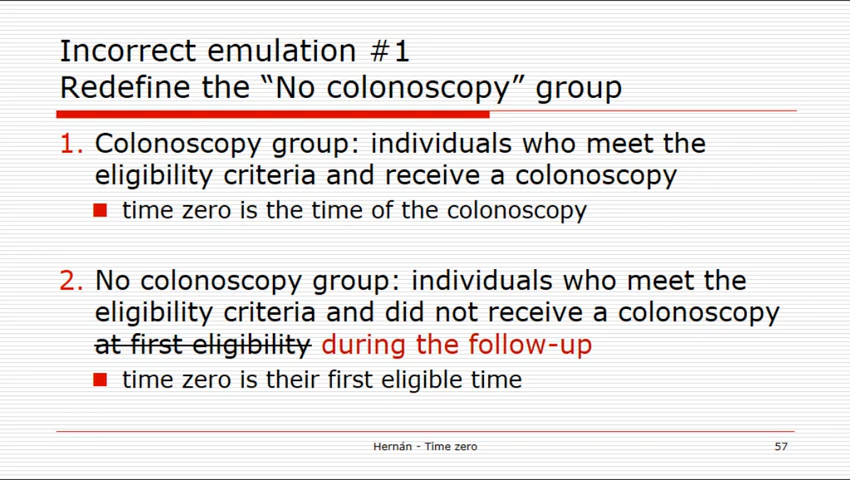 Incorrect emulation #1
Redefine the “No colonoscopy” group
1. Colonoscopy group: individuals who meet the
eligibility criteria and receive a colonoscopy
time zero is the time of the colonoscopy
2. No colonoscopy group: individuals who meet the
eligibility criteria and did not receive a colonoscopy
at first eligibility during the follow-up
time zero is their first eligible time
Hernán - Time zero
57